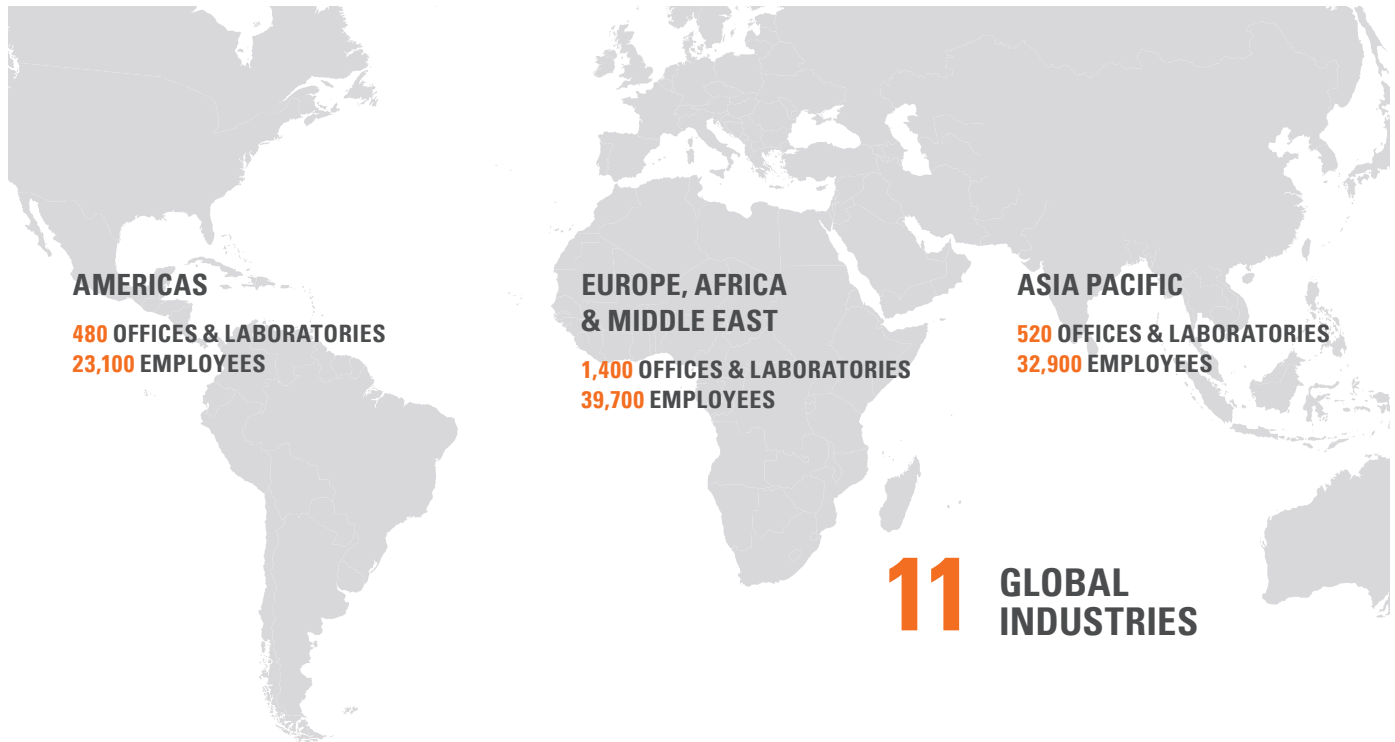 AMERICAS
480 OFFICES & LABORATORIES
23,100 EMPLOYEES
EUROPE, AFRICA
& MIDDLE EAST
1,400 OFFICES & LABORATORIES
39,700 EMPLOYEES
ASIA PACIFIC
520 OFFICES & LABORATORIES
32,900 EMPLOYEES
11 GLOBAL
INDUSTRIES